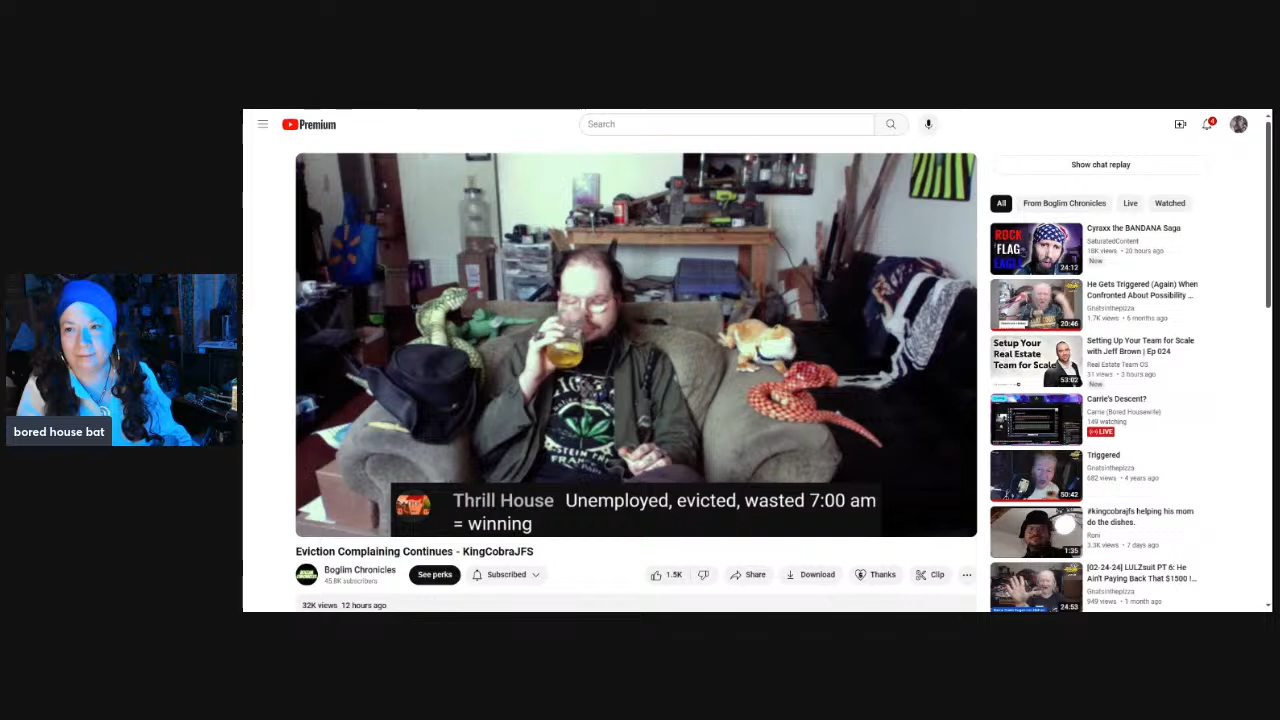 Premium
Search
4
Show chat replay
All
From Boglim Chronicles
Live
Watched
ROCK
FLAG
EAGLE
24:12
Cyraxx the BANDANA Saga
SaturatedContent
16K views • 20 hours ago
New
20:46
He Gets Triggered (Again) When
Confronted About Possibility ...
Gnatsinthepizza
1.7K views • 6 months ago
Setup Your
Real Estate
Team for Scale
53:02
Setting Up Your Team for Scale
with Jeff Brown | Ep 024
Real Estate Team OS
31 views • 3 hours ago
New
Carrie's Descent?
Carrie (Bored Housewife)
149 watching
LIVE
bored house bat
50:42
Triggered
Gnatsinthepizza
682 views • 4 years ago
Thrill House Unemployed, evicted, wasted 7:00 am
= winning
1:35
#kingcobrajfs helping his mom
do the dishes.
Roni
3.3K views • 7 days ago
Eviction Complaining Continues - KingCobraJFS
Boglim Chronicles
45.8K subscribers
See perks
Subscribed
1.5K
Share
Download
Thanks
Clip
24:53
[02-24-24] LULZsuit PT 6: He
Ain't Paying Back That $1500 !...
Gnatsinthepizza
949 views • 1 month ago
32K views 12 hours ago